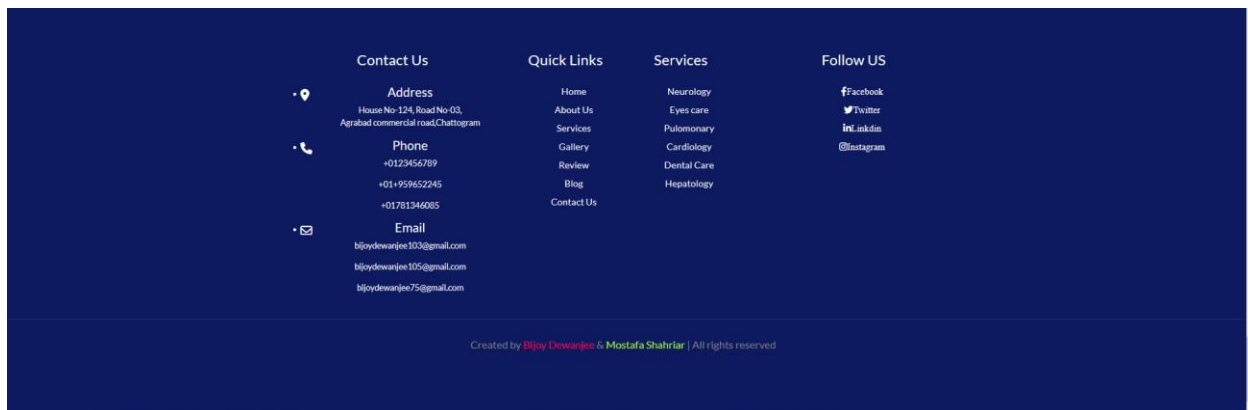 Contact Us
Address
House No-124, Road No-03,
Agrabad commercial road,Chattogram
Phone
+0123456789
+01+959652245
+01781346085
Email
bijoydewanjee103@gmail.com
bijoydewanjee105@gmail.com
bijoydewanjee75@gmail.com
Quick Links
Home
About Us
Services
Gallery
Review
Blog
Contact Us
Services
Neurology
Eyes care
Pulomonary
Cardiology
Dental Care
Hepatology
Follow US
Facebook
Twitter
Linkdin
Instagram
Created by Bijoy Dewanjee & Mostafa Shahriar | All rights reserved